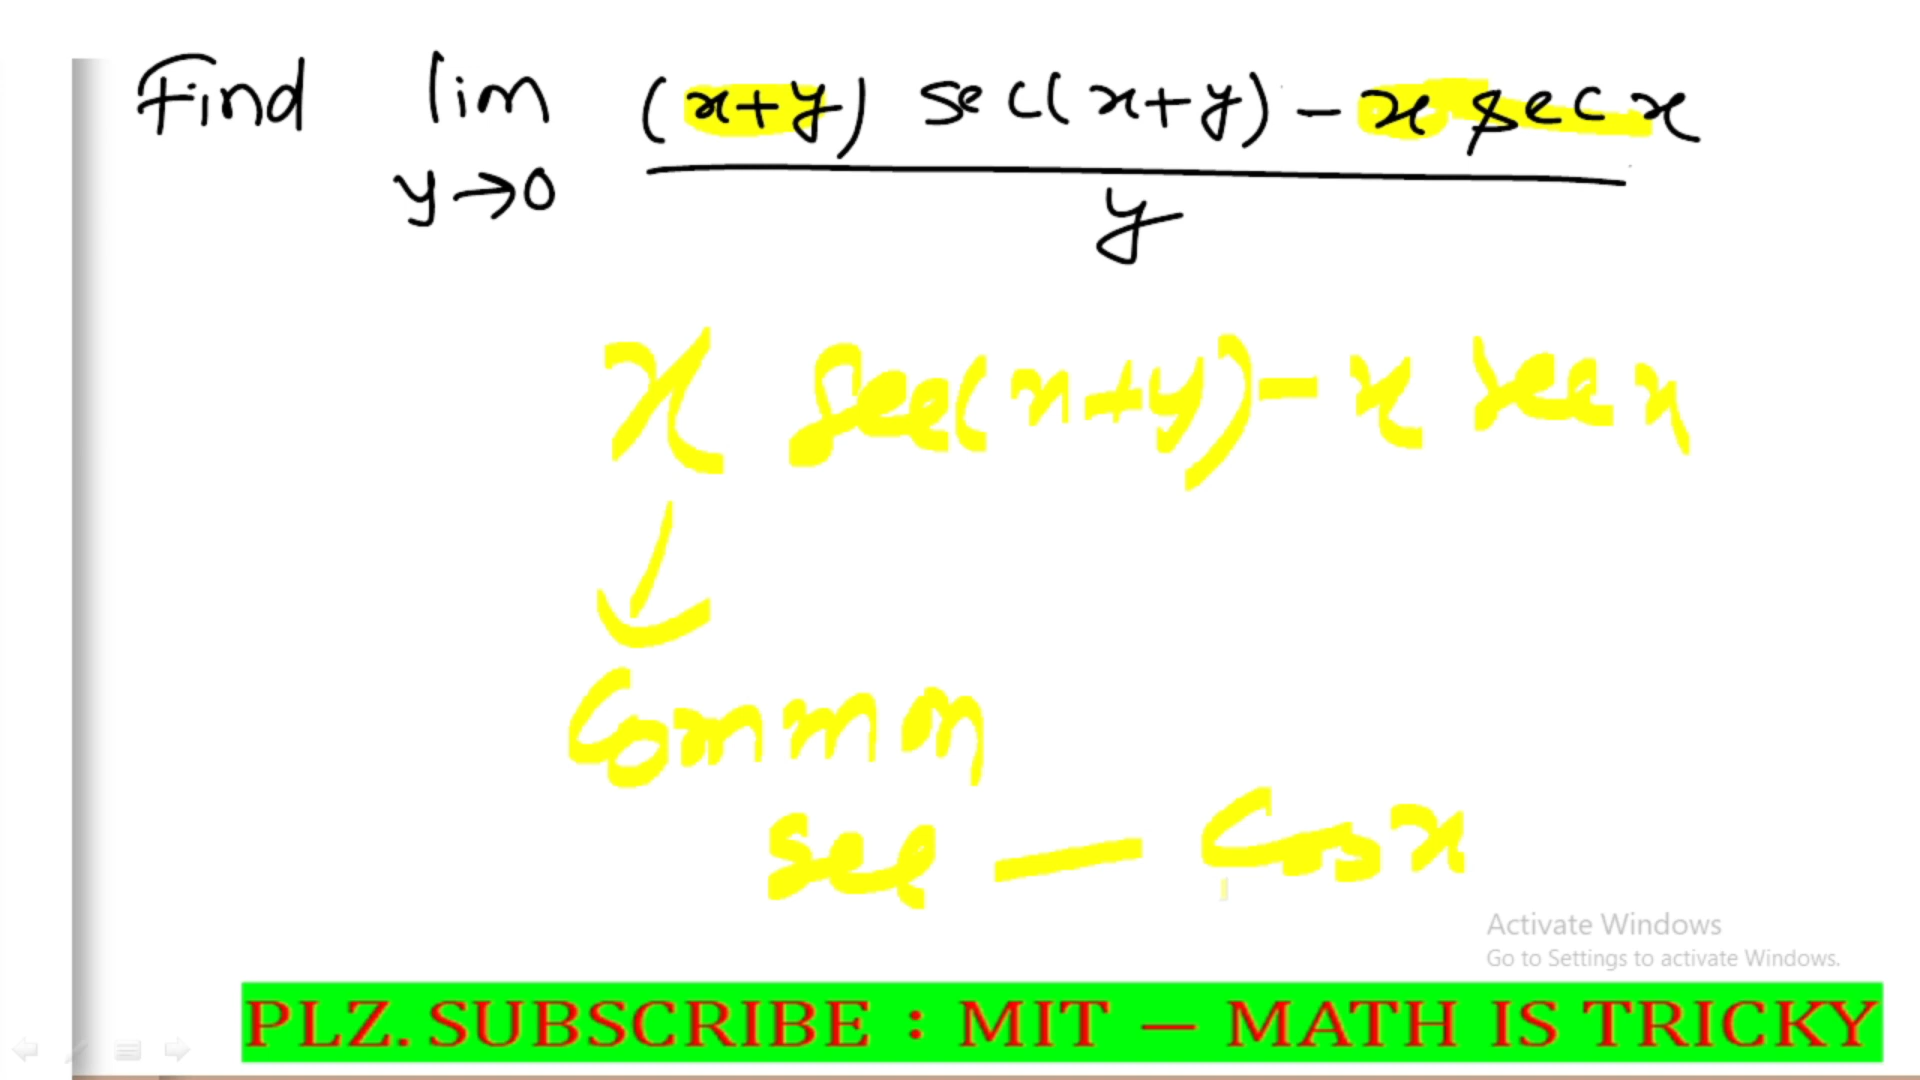 Find lim (x+y) sec(x+y) - x sec x
y→0 y
x sec(x+y) - x sec x
Common
sec — Cos x
Activate Windows
Go to Settings to activate Windows.
PLZ. SUBSCRIBE : MIT – MATH IS TRICKY